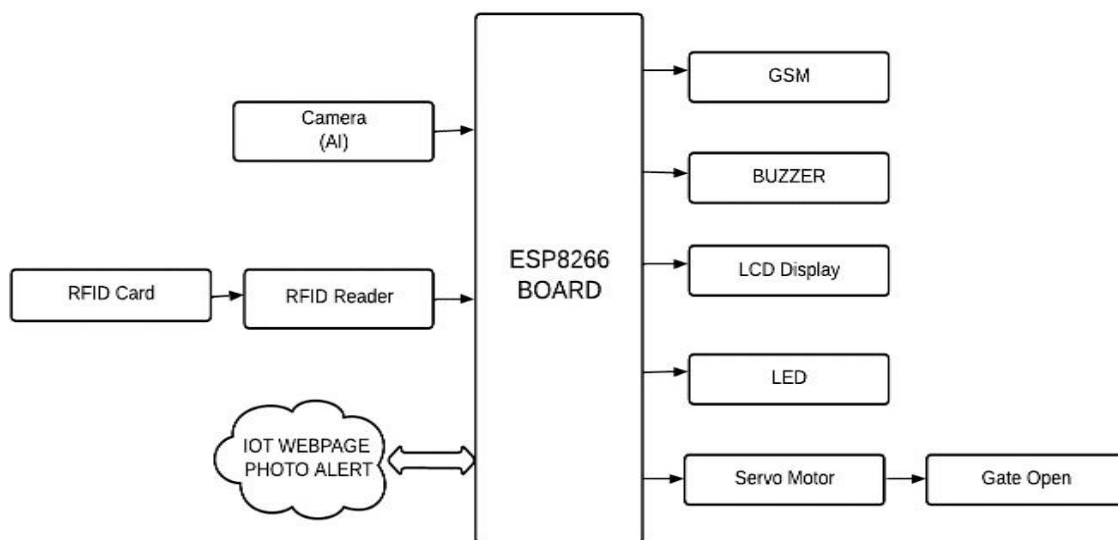 GSM
Camera
(AI)
BUZZER
ESP8266
BOARD
LCD Display
RFID Card
RFID Reader
LED
IOT WEBPAGE
PHOTO ALERT
Servo Motor
Gate Open